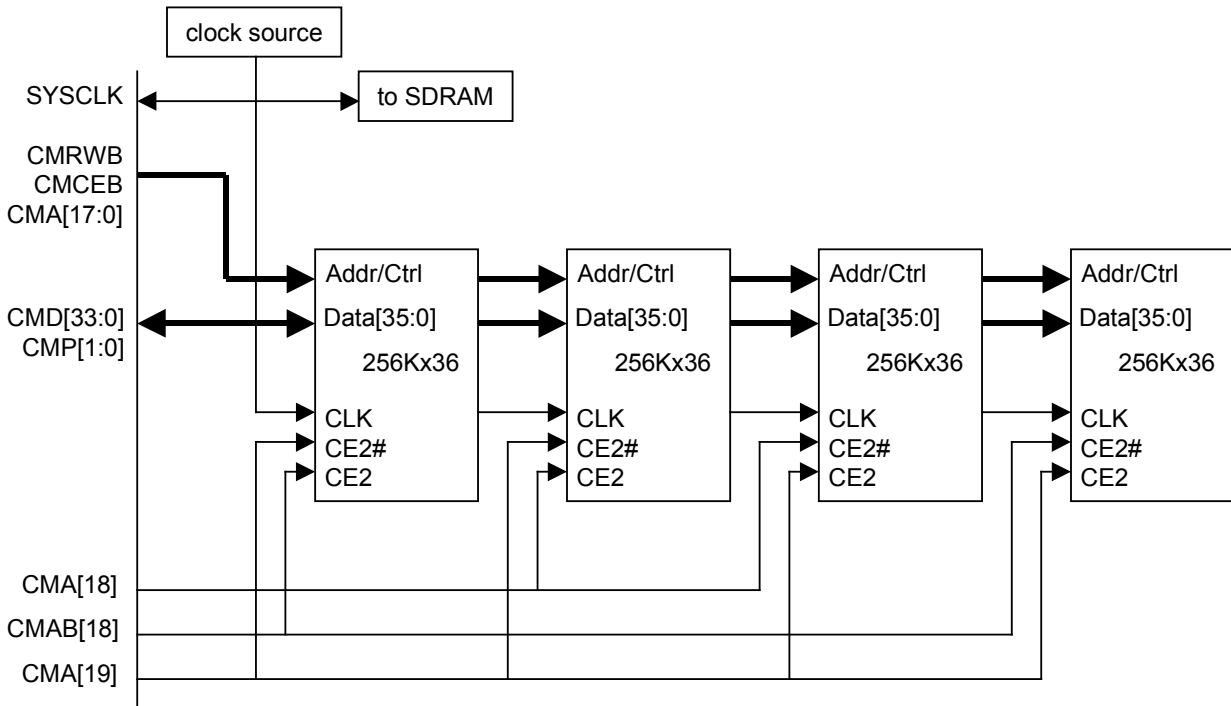 clock source
SYSCLK
to SDRAM
CMRWB
CMCEB
CMA[17:0]
CMD[33:0]
CMP[1:0]
Addr/Ctrl
Data[35:0]
256Kx36
CLK
CE2#
CE2
Addr/Ctrl
Data[35:0]
256Kx36
CLK
CE2#
CE2
Addr/Ctrl
Data[35:0]
256Kx36
CLK
CE2#
CE2
Addr/Ctrl
Data[35:0]
256Kx36
CLK
CE2#
CE2
CMA[18]
CMAB[18]
CMA[19]